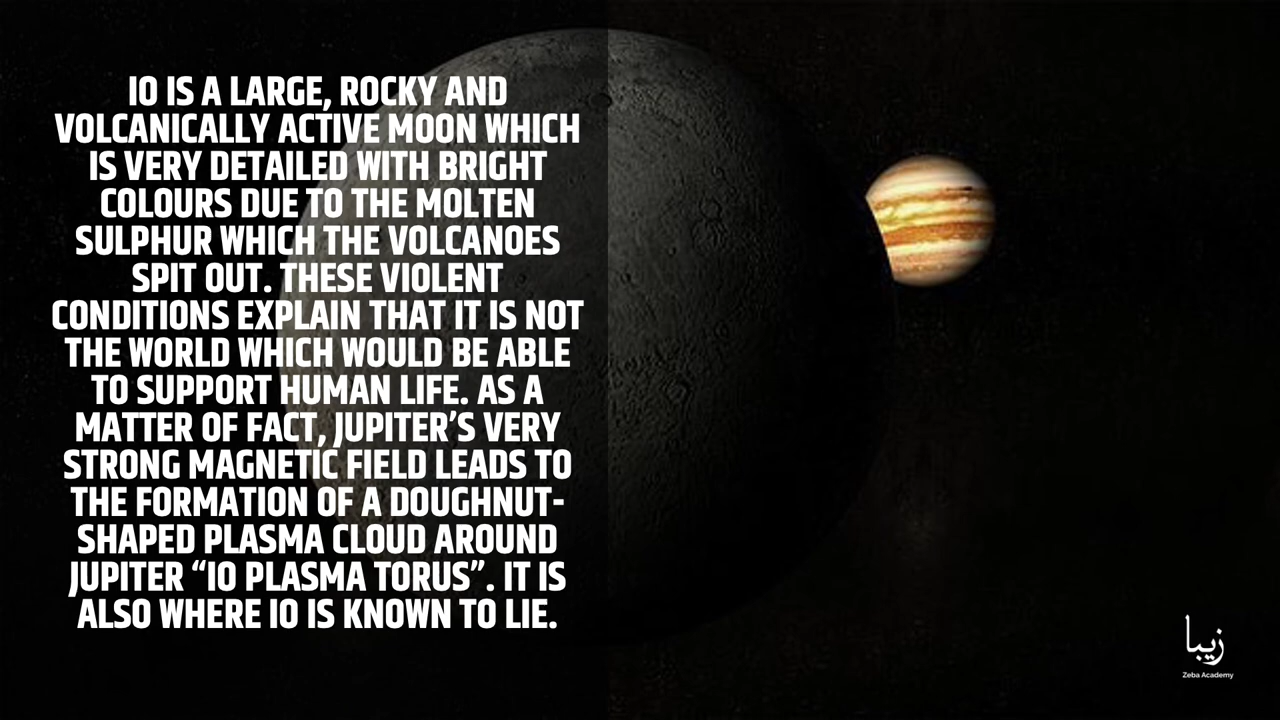 IO IS A LARGE, ROCKY AND
VOLCANICALLY ACTIVE MOON WHICH
IS VERY DETAILED WITH BRIGHT
COLOURS DUE TO THE MOLTEN
SULPHUR WHICH THE VOLCANOES
SPIT OUT. THESE VIOLENT
CONDITIONS EXPLAIN THAT IT IS NOT
THE WORLD WHICH WOULD BE ABLE
TO SUPPORT HUMAN LIFE. AS A
MATTER OF FACT, JUPITER’S VERY
STRONG MAGNETIC FIELD LEADS TO
THE FORMATION OF A DOUGHNUT-
SHAPED PLASMA CLOUD AROUND
JUPITER “IO PLASMA TORUS”. IT IS
ALSO WHERE IO IS KNOWN TO LIE.
زیبا
Zeba Academy